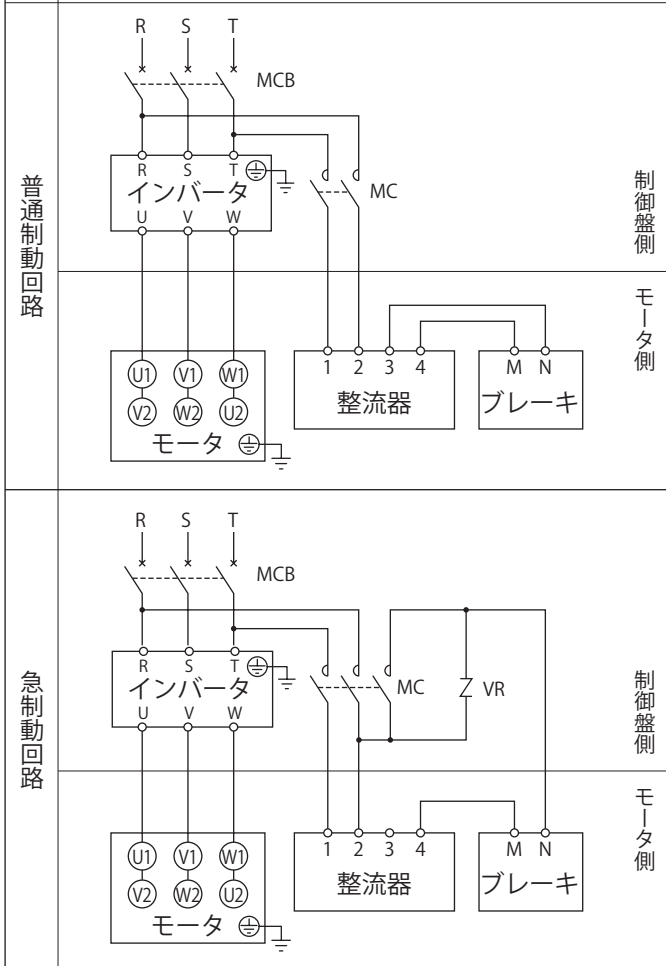 普通制動回路
R S T
MCB
R S T
インバータ
U V W
MC
制御盤側
モータ側
U1 V1 W1
V2 W2 U2
モータ
1 2 3 4
整流器
M N
ブレーキ
急制動回路
R S T
MCB
R S T
インバータ
U V W
MC
VR
制御盤側
モータ側
U1 V1 W1
V2 W2 U2
モータ
1 2 3 4
整流器
M N
ブレーキ